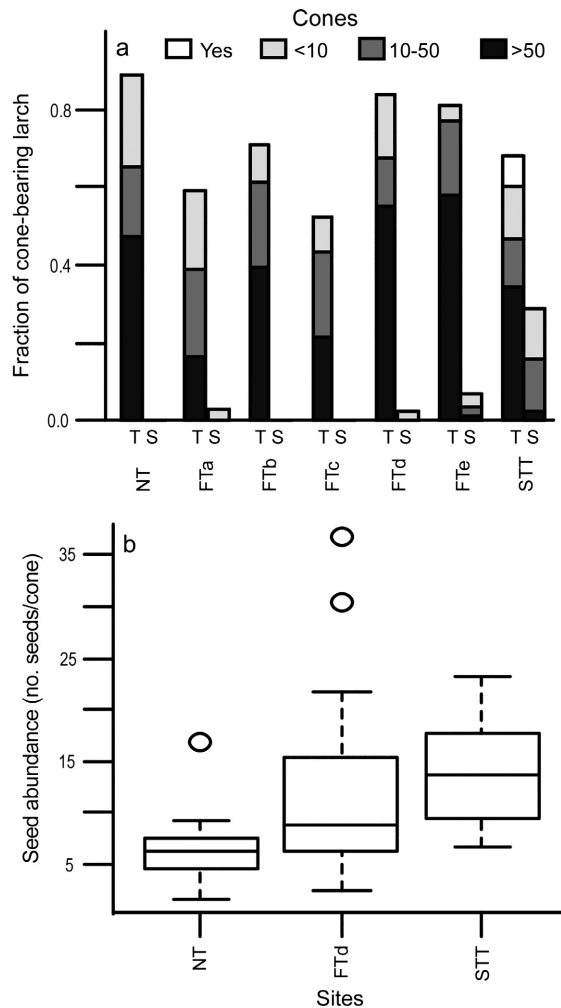 Cones
a
Yes <10 10-50 >50
Fraction of cone-bearing larch
0.8
0.4
0.0
T S T S T S T S T S T S T S
NT FTa FTb FTc FTd FTe STT
b
Seed abundance (no. seeds/cone)
35
25
15
5
NT FTd STT
Sites